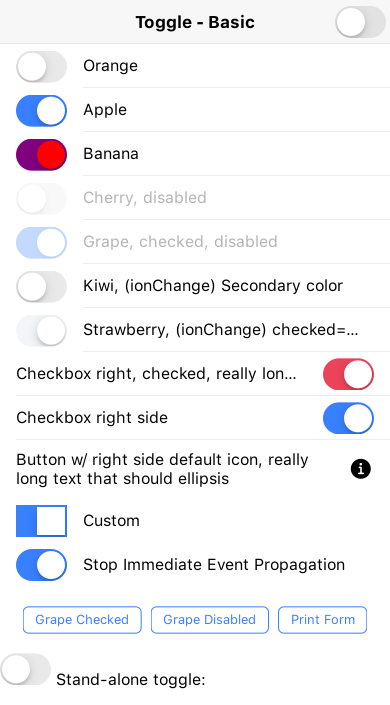 Toggle - Basic
Orange
Apple
Banana
Cherry, disabled
Grape, checked, disabled
Kiwi, (ionChange) Secondary color
Strawberry, (ionChange) checked=...
Checkbox right, checked, really lon...
Checkbox right side
Button w/ right side default icon, really
long text that should ellipsis
Custom
Stop Immediate Event Propagation
Grape Checked Grape Disabled Print Form
Stand-alone toggle: